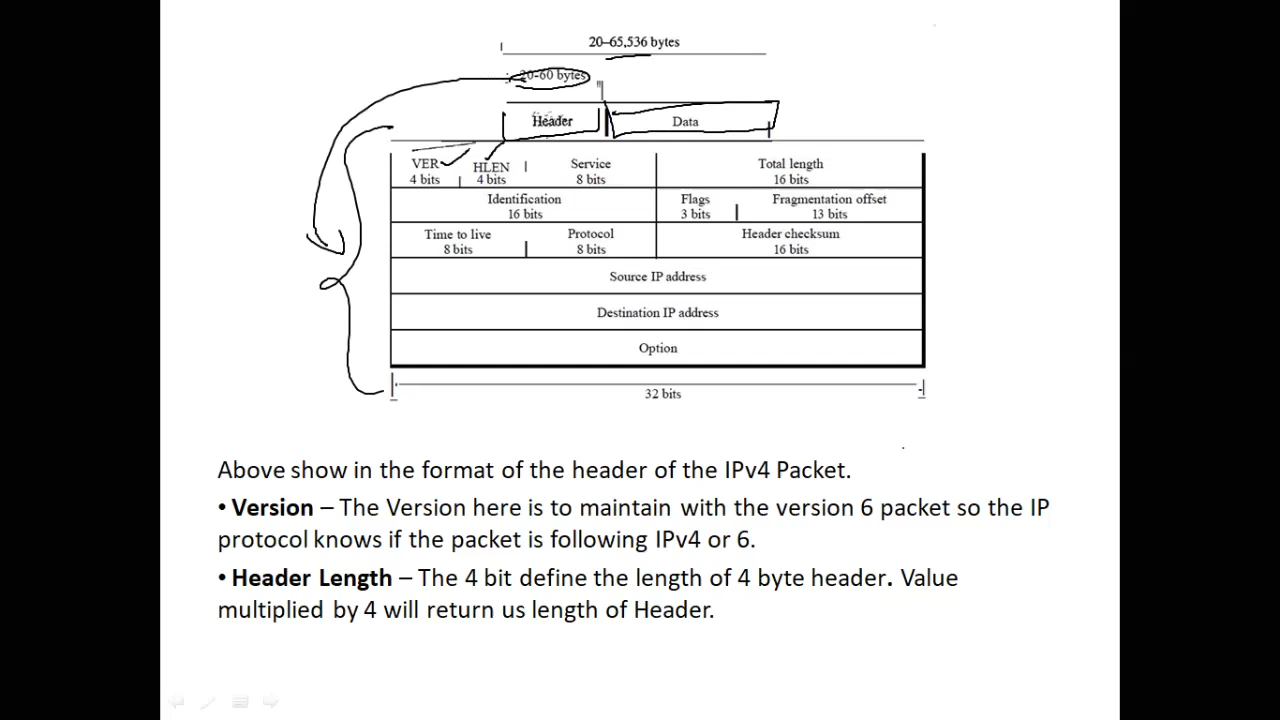 20–65,536 bytes
20-60 bytes
Header Data
VER HLEN Service Total length
4 bits 4 bits 8 bits 16 bits
Identification Flags Fragmentation offset
16 bits 3 bits 13 bits
Time to live Protocol Header checksum
8 bits 8 bits 16 bits
Source IP address
Destination IP address
Option
32 bits
Above show in the format of the header of the IPv4 Packet.
• Version – The Version here is to maintain with the version 6 packet so the IP
protocol knows if the packet is following IPv4 or 6.
• Header Length – The 4 bit define the length of 4 byte header. Value
multiplied by 4 will return us length of Header.